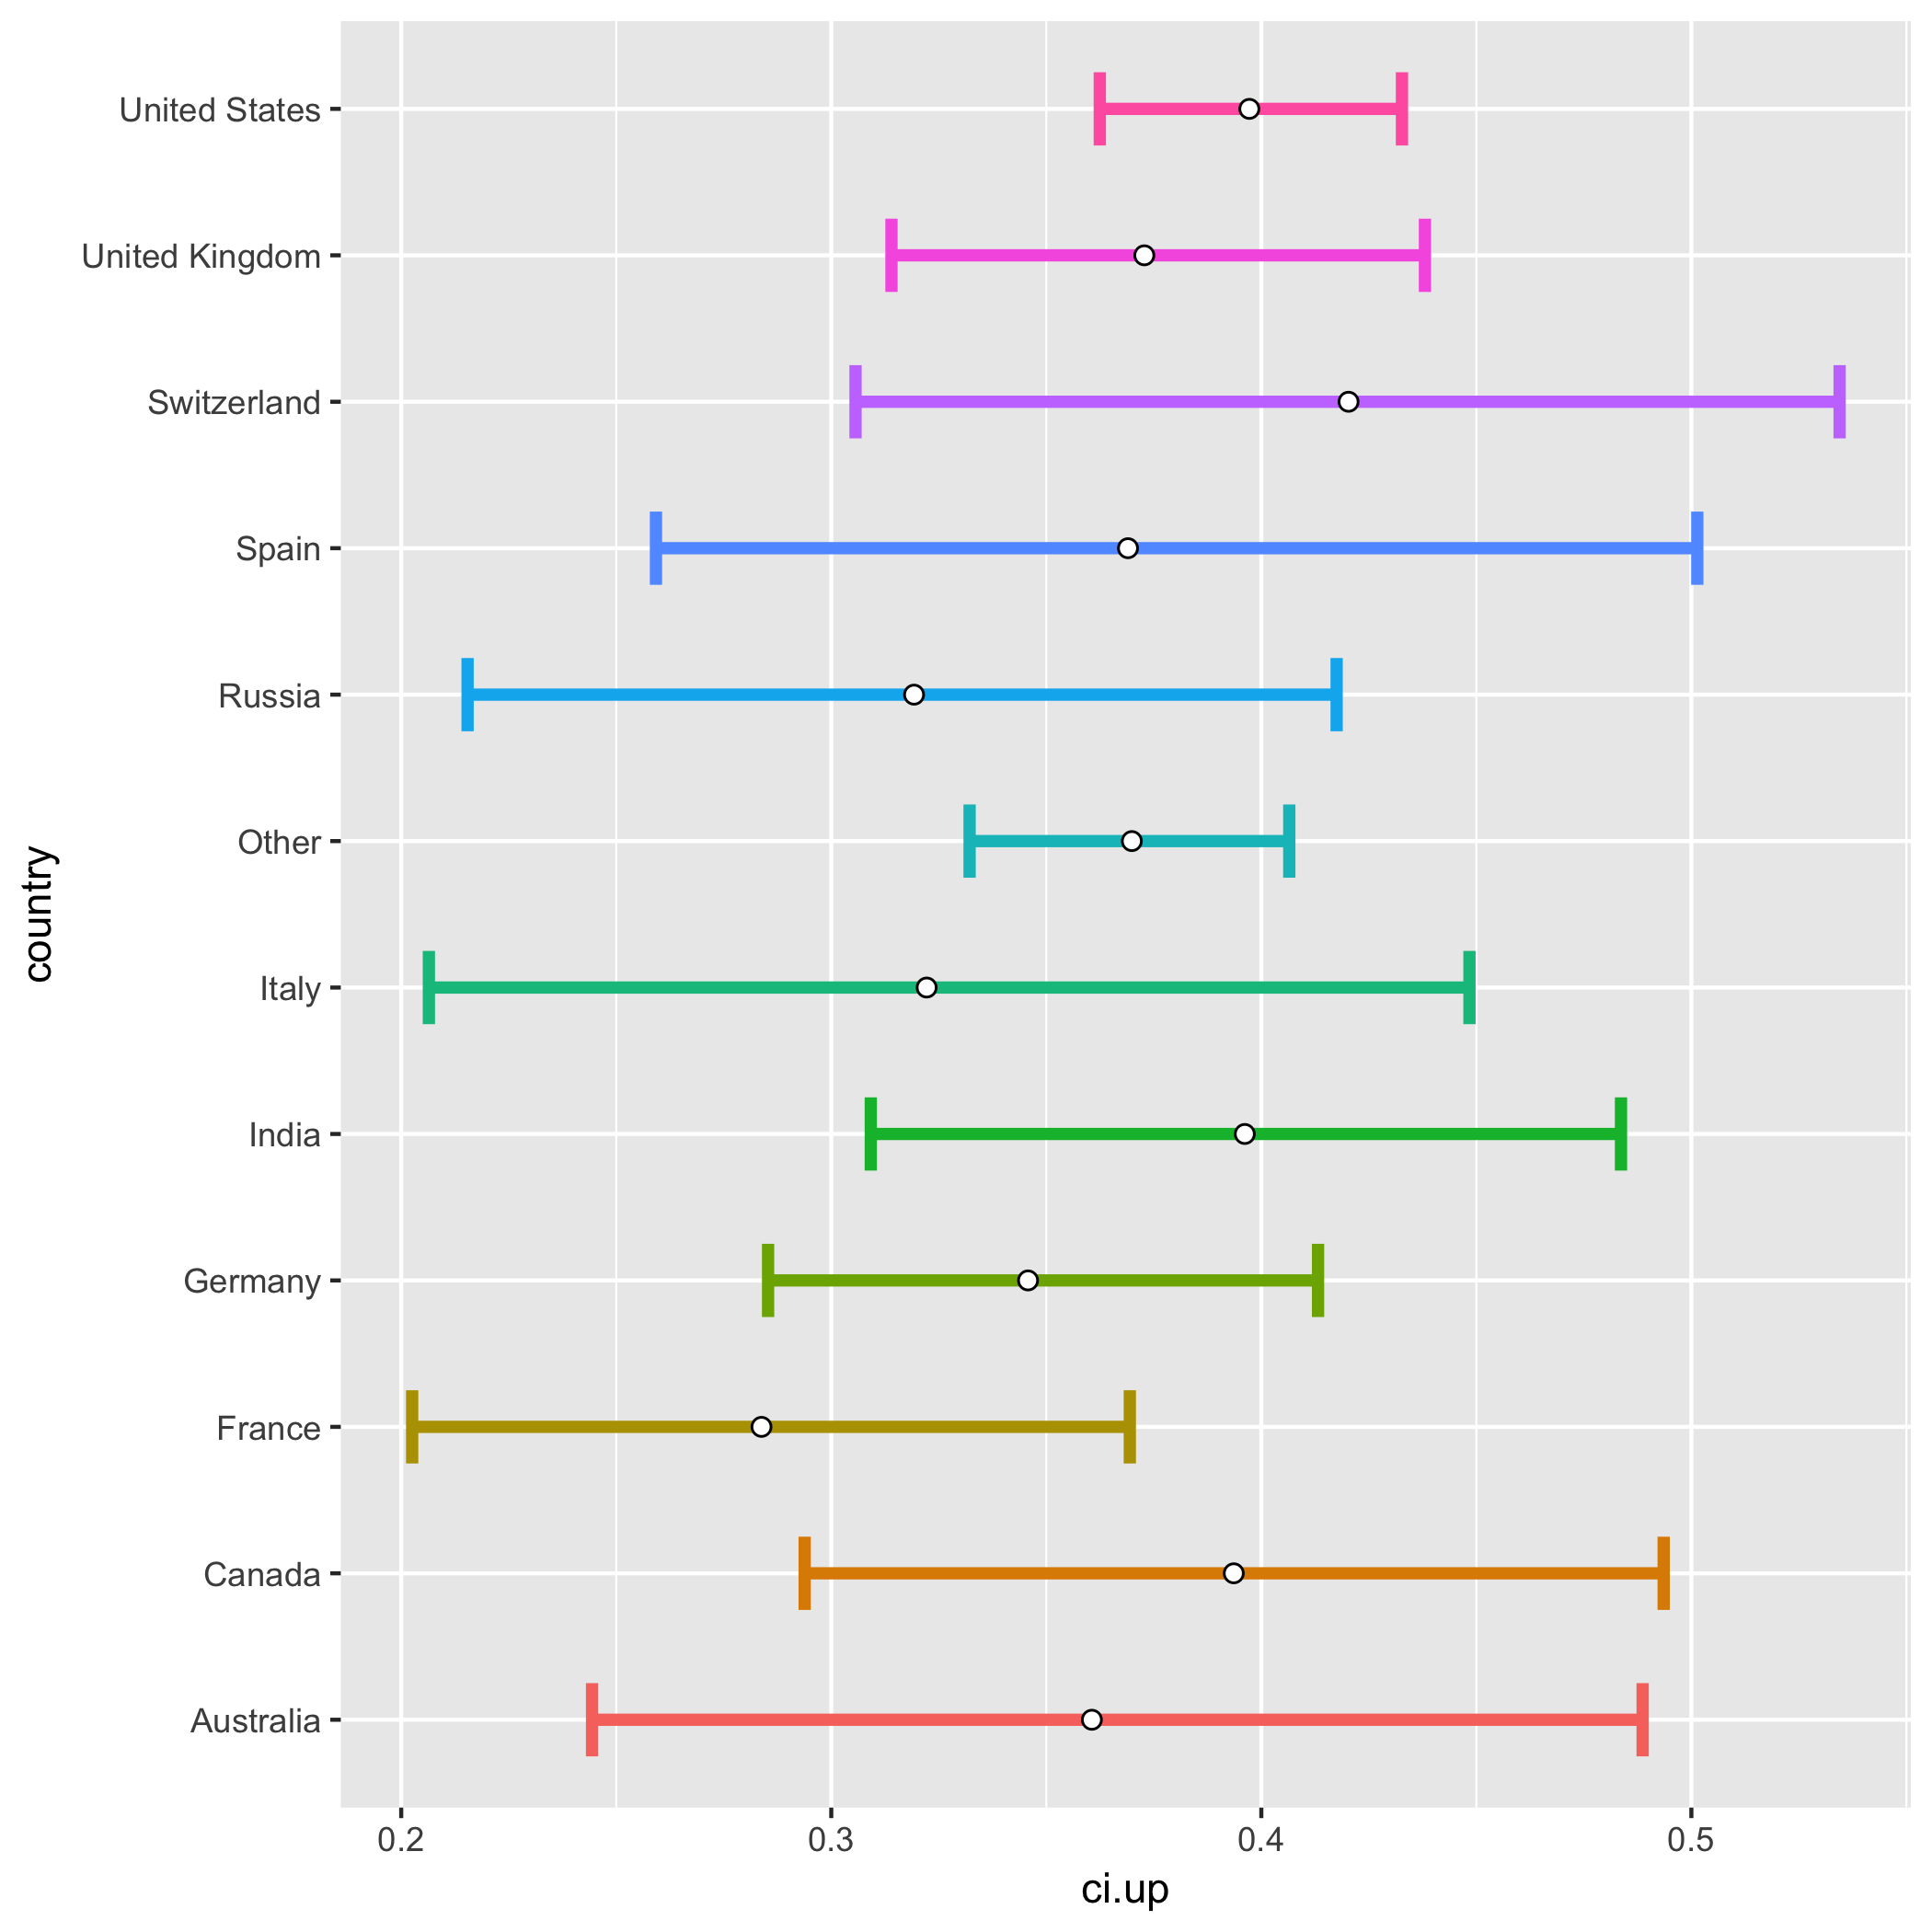 United States
United Kingdom
Switzerland
Spain
Russia
Other
Italy
India
Germany
France
Canada
Australia
country
0.2 0.3 0.4 0.5
ci.up